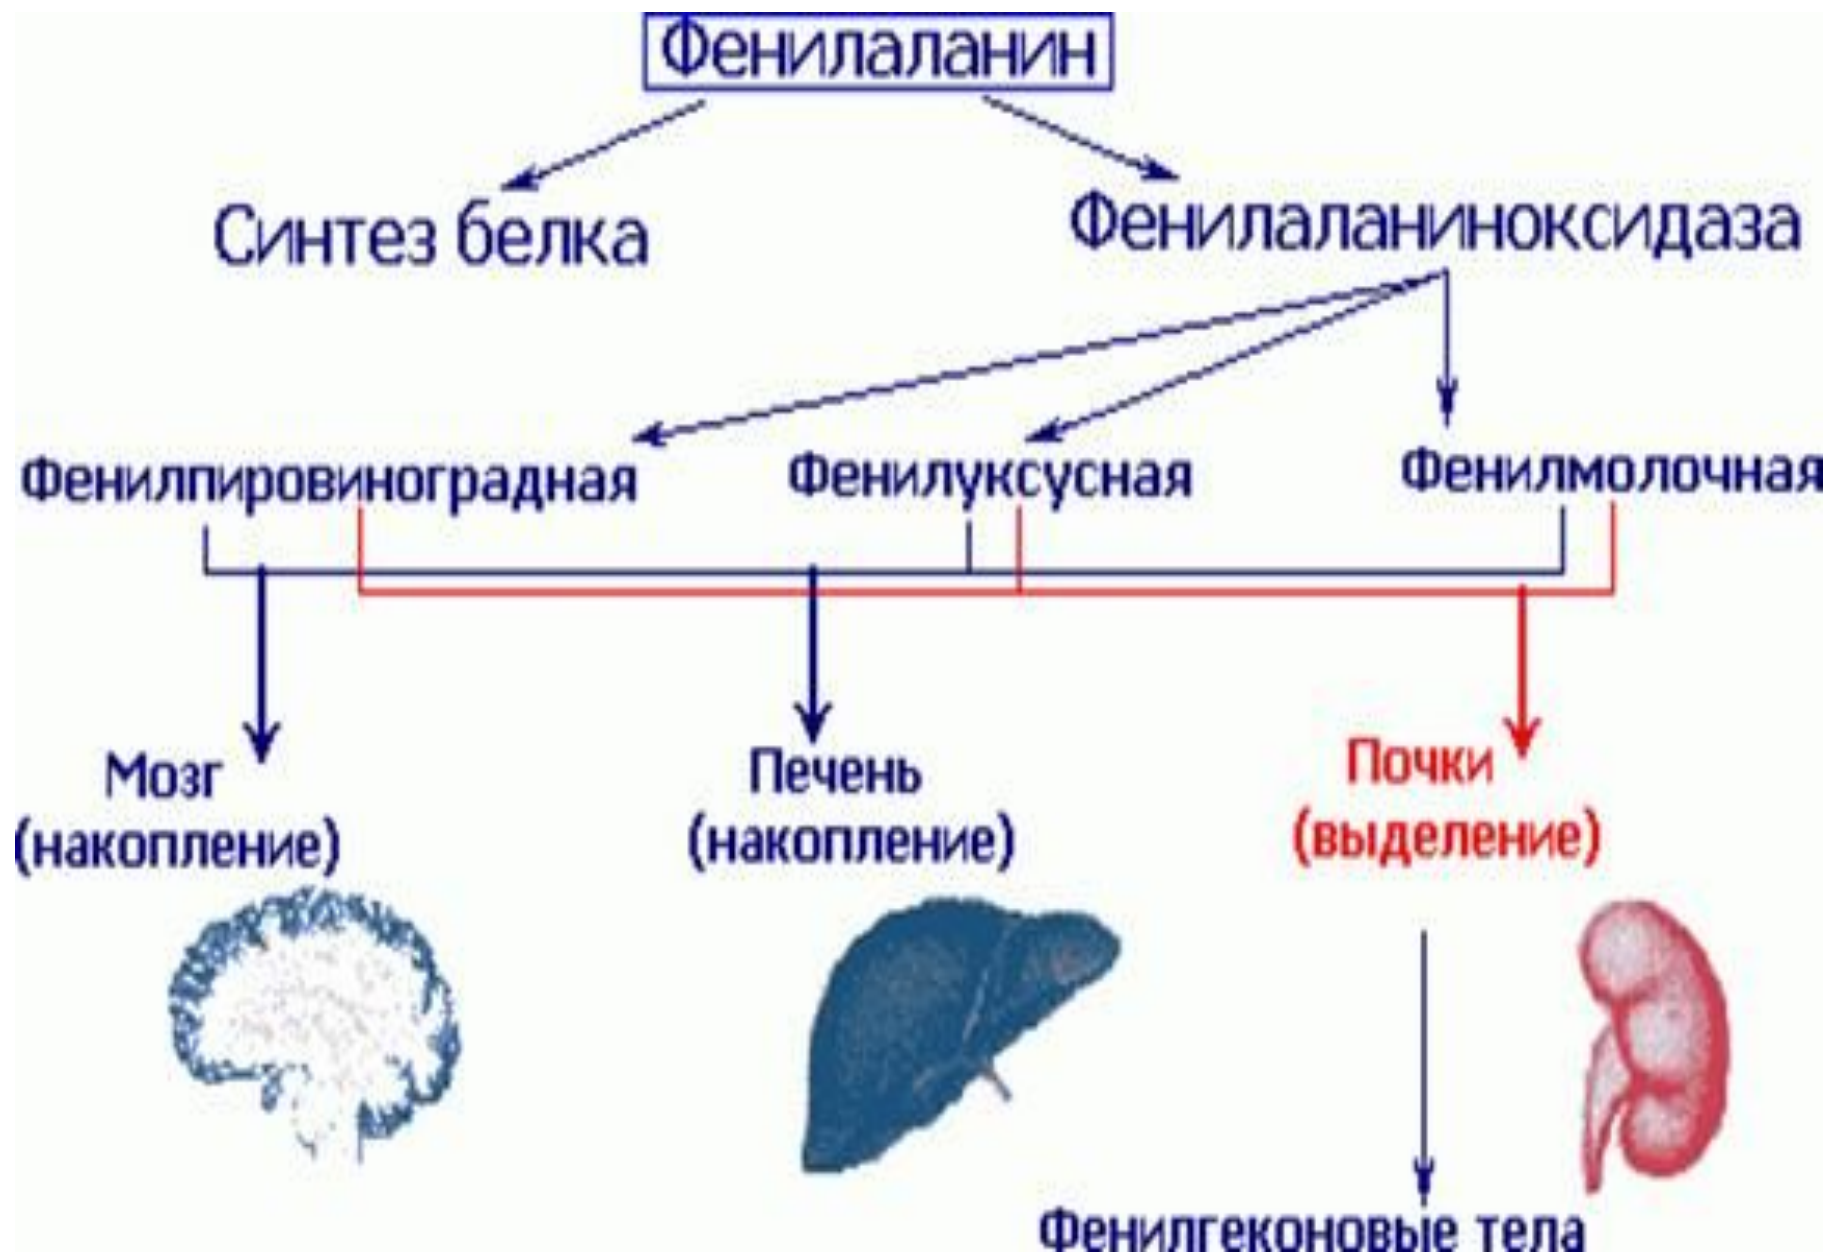 Фенилаланин
Синтез белка
Фенилаланиноксидаза
Фенилпировиноградная
Фенилуксусная
Фенилмолочная
Мозг
(накопление)
Печень
(накопление)
Почки
(выделение)
Фенилгеконовые тела